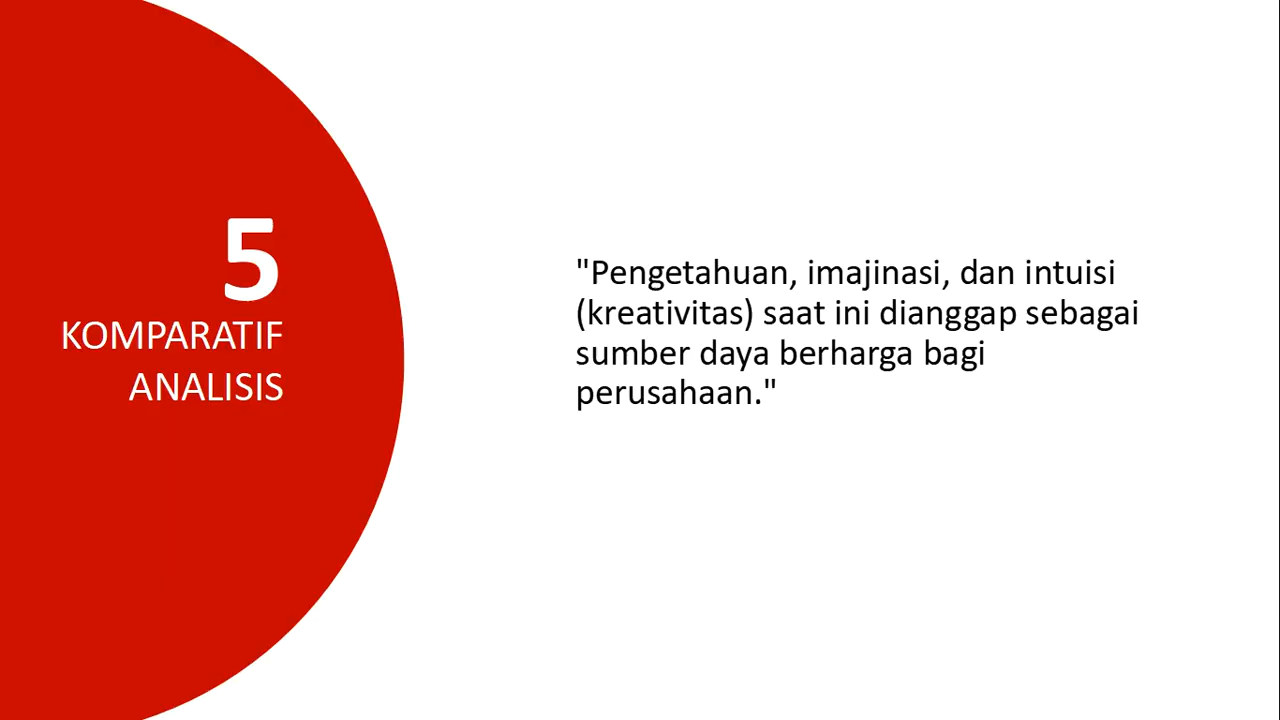 5
KOMPARATIF
ANALISIS
"Pengetahuan, imajinasi, dan intuisi
(kreativitas) saat ini dianggap sebagai
sumber daya berharga bagi
perusahaan."